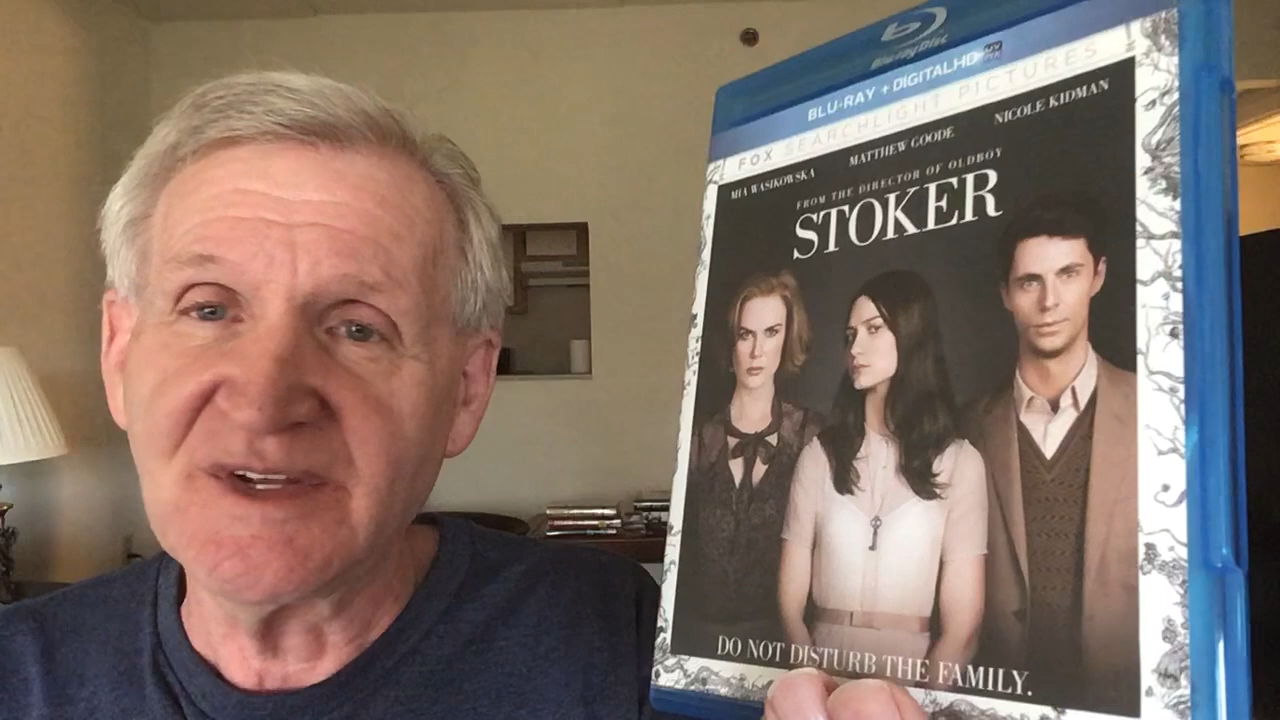 Blu-ray Disc
BLU-RAY + DIGITAL HD
FOX SEARCHLIGHT PICTURES
MIA WASIKOWSKA MATTHEW GOODE NICOLE KIDMAN
FROM THE DIRECTOR OF OLDBOY
STOKER
DO NOT DISTURB THE FAMILY.